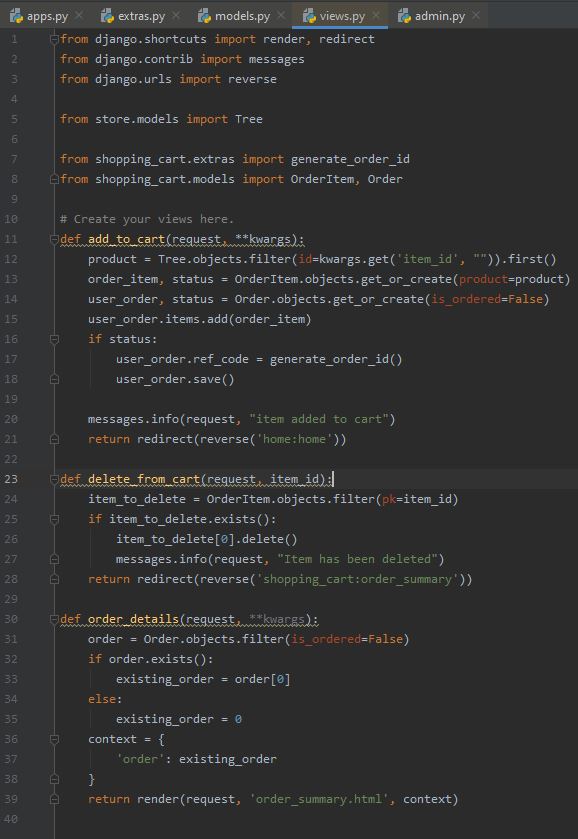 apps.py extras.py models.py views.py admin.py
1 from django.shortcuts import render, redirect
2 from django.contrib import messages
3 from django.urls import reverse
4
5 from store.models import Tree
6
7 from shopping_cart.extras import generate_order_id
8 from shopping_cart.models import OrderItem, Order
9
10 # Create your views here.
11 def add_to_cart(request, **kwargs):
12     product = Tree.objects.filter(id=kwargs.get('item_id', "")).first()
13     order_item, status = OrderItem.objects.get_or_create(product=product)
14     user_order, status = Order.objects.get_or_create(is_ordered=False)
15     user_order.items.add(order_item)
16     if status:
17         user_order.ref_code = generate_order_id()
18         user_order.save()
19
20     messages.info(request, "item added to cart")
21     return redirect(reverse('home:home'))
22
23 def delete_from_cart(request, item_id):
24     item_to_delete = OrderItem.objects.filter(pk=item_id)
25     if item_to_delete.exists():
26         item_to_delete[0].delete()
27         messages.info(request, "Item has been deleted")
28     return redirect(reverse('shopping_cart:order_summary'))
29
30 def order_details(request, **kwargs):
31     order = Order.objects.filter(is_ordered=False)
32     if order.exists():
33         existing_order = order[0]
34     else:
35         existing_order = 0
36     context = {
37         'order': existing_order
38     }
39     return render(request, 'order_summary.html', context)
40